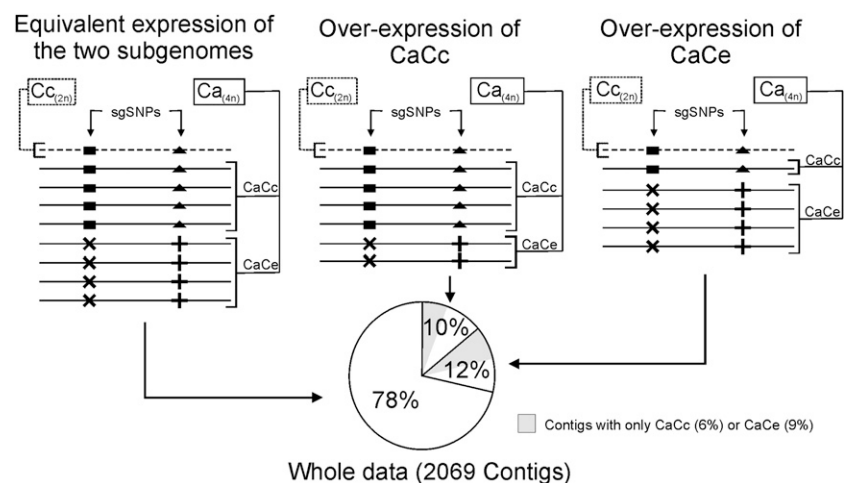 Equivalent expression of
the two subgenomes
Cc(2n)
Ca(4n)
sgSNPs
CaCc
CaCe
Over-expression of
CaCc
Cc(2n)
Ca(4n)
sgSNPs
CaCc
CaCe
Over-expression of
CaCe
Cc(2n)
Ca(4n)
sgSNPs
CaCc
CaCe
10%
12%
78%
Contigs with only CaCc (6%) or CaCe (9%)
Whole data (2069 Contigs)